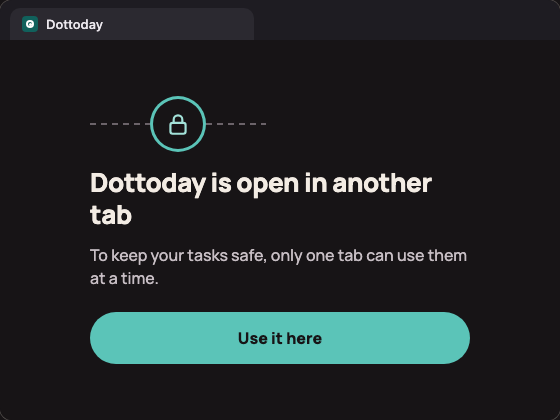 Dottoday
Dottoday is open in another
tab
To keep your tasks safe, only one tab can use them
at a time.
Use it here